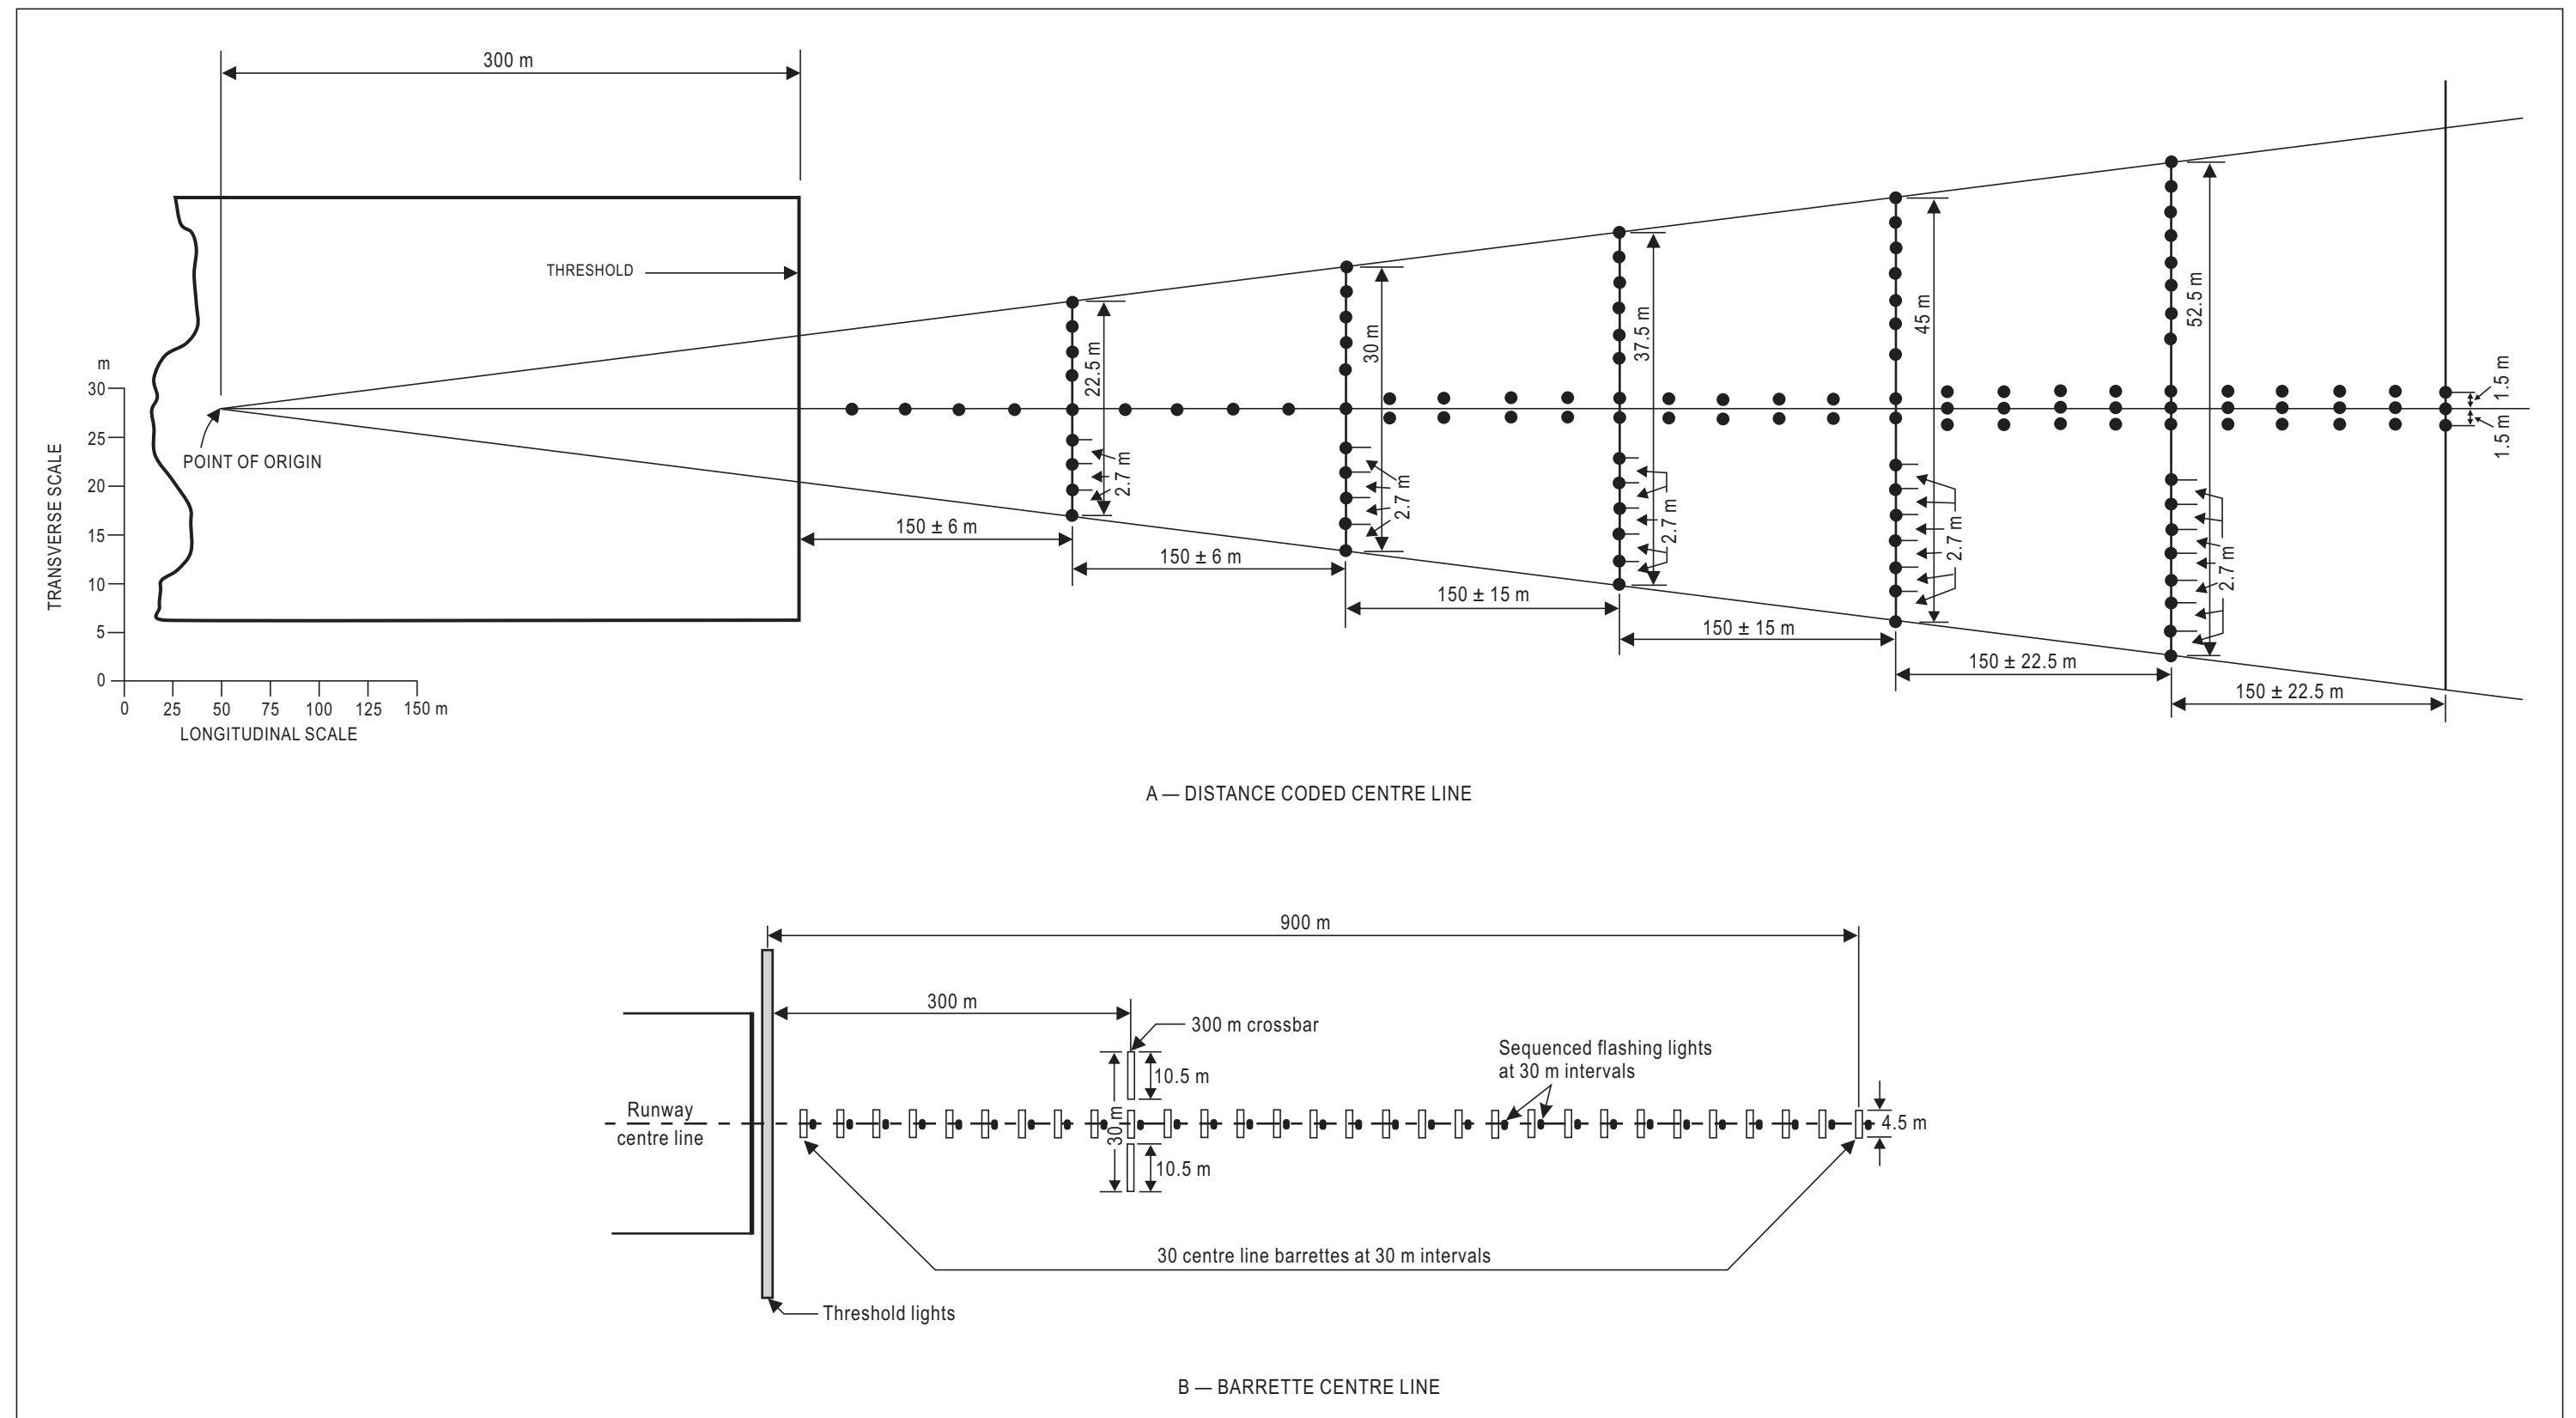 300 m
THRESHOLD
POINT OF ORIGIN
m
30
25
20
15
10
5
0
TRANSVERSE SCALE
0 25 50 75 100 125 150 m
LONGITUDINAL SCALE
22.5 m
2.7 m
30 m
2.7 m
37.5 m
2.7 m
45 m
2.7 m
52.5 m
2.7 m
1.5 m
1.5 m
150 ± 6 m
150 ± 6 m
150 ± 15 m
150 ± 15 m
150 ± 22.5 m
150 ± 22.5 m
A — DISTANCE CODED CENTRE LINE
900 m
300 m
300 m crossbar
Sequenced flashing lights
at 30 m intervals
10.5 m
30 m
10.5 m
Runway
centre line
4.5 m
30 centre line barrettes at 30 m intervals
Threshold lights
B — BARRETTE CENTRE LINE